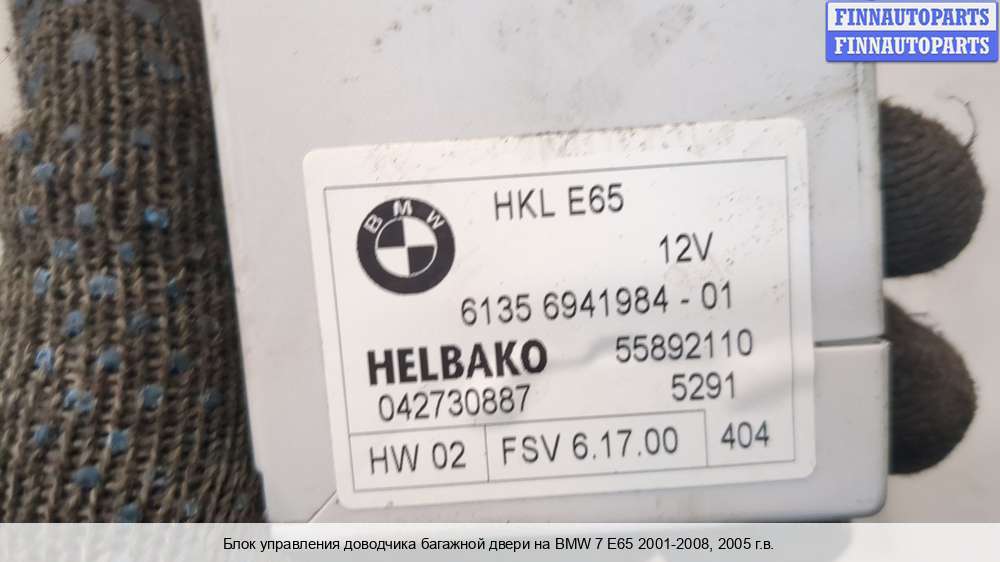 FINNAUTOPARTS
FINNAUTOPARTS
BMW
HKL E65
12V
6135 6941984 - 01
HELBAKO 55892110
042730887 5291
HW 02 FSV 6.17.00 404
Блок управления доводчика багажной двери на BMW 7 E65 2001-2008, 2005 г.в.